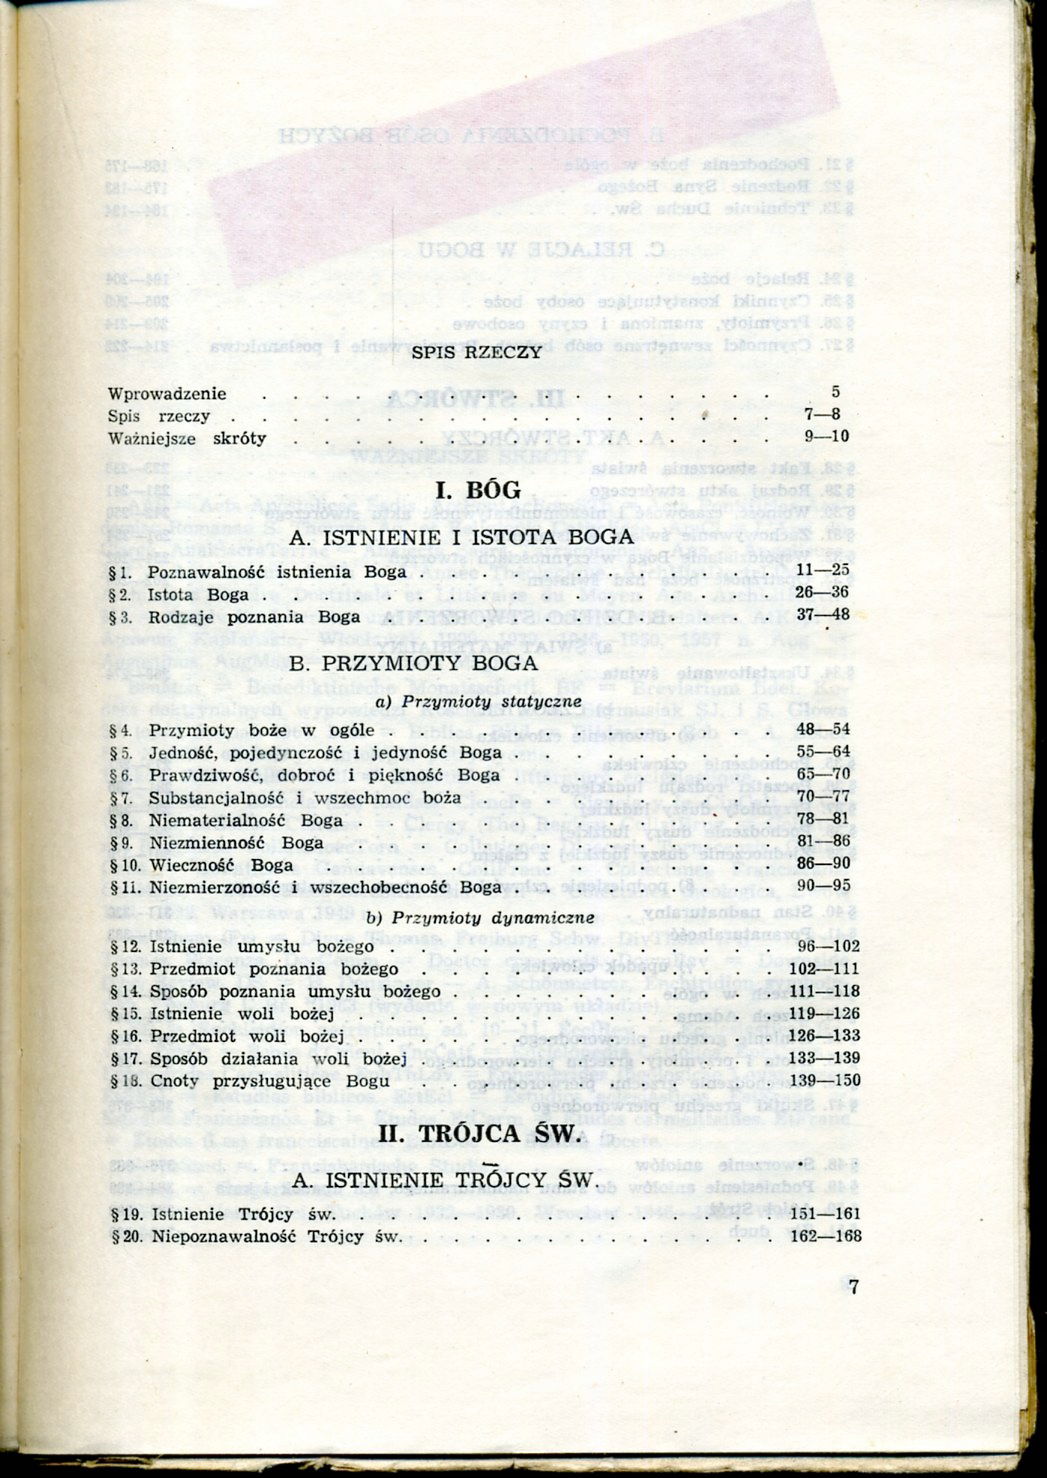 SPIS RZECZY
Wprowadzenie . . . . . . . . . . . . . . . . . 5
Spis rzeczy . . . . . . . . . . . . . . . . . . 7—8
Ważniejsze skróty . . . . . . . . . . . . . . . . 9—10
I. BÓG
A. ISTNIENIE I ISTOTA BOGA
§ 1. Poznawalność istnienia Boga . . . . . . . . . . . . 11—25
§ 2. Istota Boga . . . . . . . . . . . . . . . . . 26—36
§ 3. Rodzaje poznania Boga . . . . . . . . . . . . . 37—48
B. PRZYMIOTY BOGA
a) Przymioty statyczne
§ 4. Przymioty boże w ogóle . . . . . . . . . . . . . 48—54
§ 5. Jedność, pojedynczość i jedyność Boga . . . . . . . . . 55—64
§ 6. Prawdziwość, dobroć i piękność Boga . . . . . . . . . 65—70
§ 7. Substancjalność i wszechmoc boża . . . . . . . . . . 70—77
§ 8. Niematerialność Boga . . . . . . . . . . . . . . 78—81
§ 9. Niezmienność Boga . . . . . . . . . . . . . . 81—86
§ 10. Wieczność Boga . . . . . . . . . . . . . . . 86—90
§ 11. Niezmierzoność i wszechobecność Boga . . . . . . . . . 90—95
b) Przymioty dynamiczne
§ 12. Istnienie umysłu bożego . . . . . . . . . . . . . 96—102
§ 13. Przedmiot poznania bożego . . . . . . . . . . . . 102—111
§ 14. Sposób poznania umysłu bożego . . . . . . . . . . . 111—118
§ 15. Istnienie woli bożej . . . . . . . . . . . . . . 119—126
§ 16. Przedmiot woli bożej . . . . . . . . . . . . . . 126—133
§ 17. Sposób działania woli bożej . . . . . . . . . . . . 133—139
§ 18. Cnoty przysługujące Bogu . . . . . . . . . . . . 139—150
II. TRÓJCA ŚW.
A. ISTNIENIE TRÓJCY ŚW.
§ 19. Istnienie Trójcy św. . . . . . . . . . . . . . . . 151—161
§ 20. Niepoznawalność Trójcy św. . . . . . . . . . . . . . 162—168
7